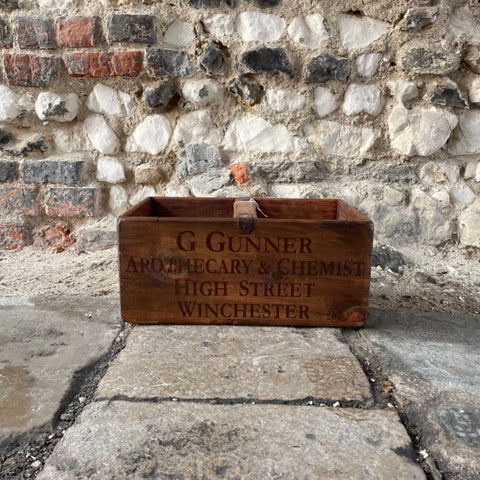 G GUNNER
APOTHECARY & CHEMIST
HIGH STREET
WINCHESTER